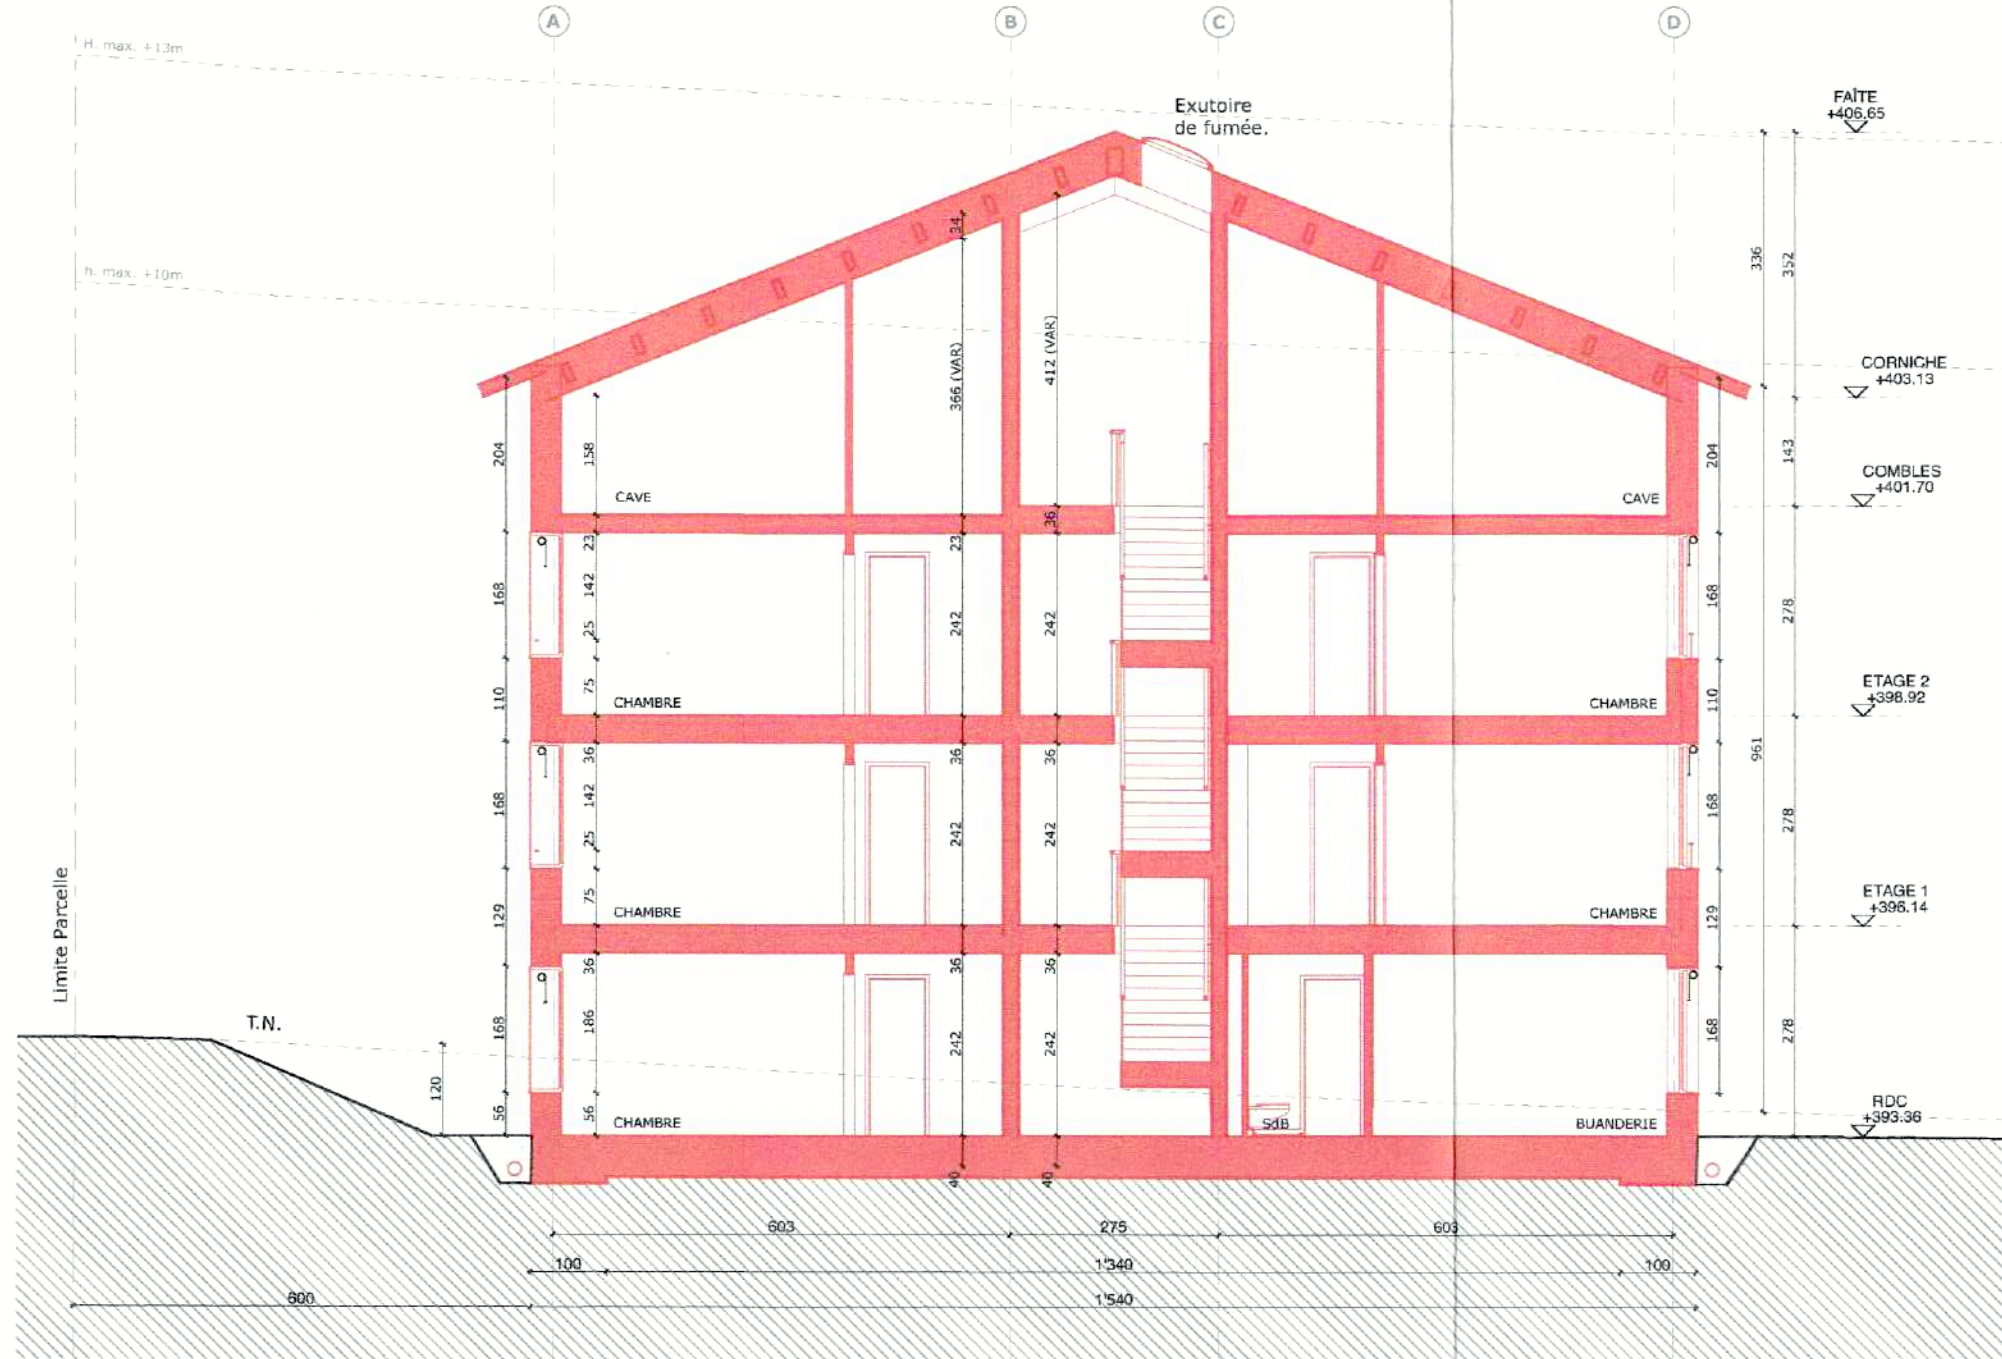 A
B
C
D
H. max. +13m
Exutoire
de fumée.
FAÎTE
+406.65
h. max. +10m
34
336
352
366 (VAR)
412 (VAR)
CORNICHE
+403.13
204
158
204
143
COMBLES
+401.70
CAVE
CAVE
36
23
23
168
142
25
242
242
168
278
110
75
CHAMBRE
CHAMBRE
110
ETAGE 2
+398.92
961
36
36
36
168
142
25
242
242
168
278
129
75
CHAMBRE
CHAMBRE
129
ETAGE 1
+396.14
Limite Parcelle
36
36
36
T.N.
168
186
242
242
168
278
120
56
56
CHAMBRE
SdB
BUANDERIE
RDC
+393.36
40
40
603
275
603
100
1'340
100
600
1'540